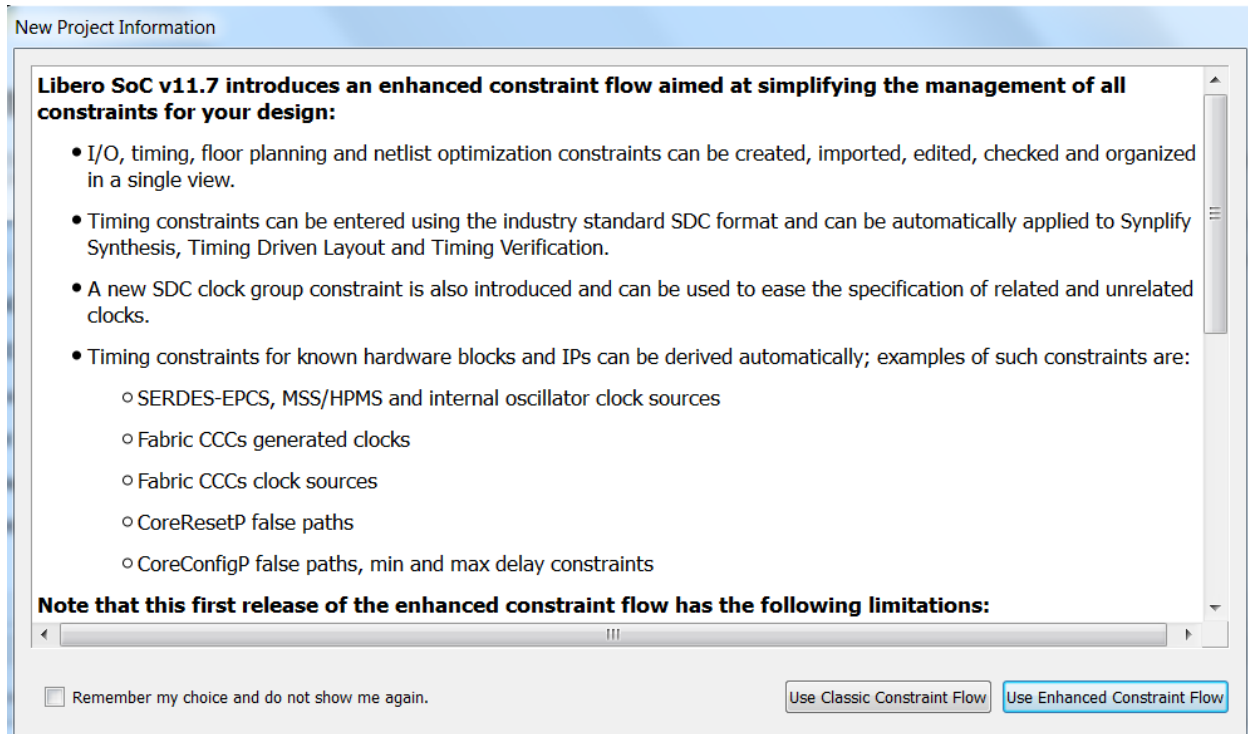 New Project Information
Libero SoC v11.7 introduces an enhanced constraint flow aimed at simplifying the management of all
constraints for your design:
I/O, timing, floor planning and netlist optimization constraints can be created, imported, edited, checked and organized
in a single view.
Timing constraints can be entered using the industry standard SDC format and can be automatically applied to Synplify
Synthesis, Timing Driven Layout and Timing Verification.
A new SDC clock group constraint is also introduced and can be used to ease the specification of related and unrelated
clocks.
Timing constraints for known hardware blocks and IPs can be derived automatically; examples of such constraints are:
SERDES-EPCS, MSS/HPMS and internal oscillator clock sources
Fabric CCCs generated clocks
Fabric CCCs clock sources
CoreResetP false paths
CoreConfigP false paths, min and max delay constraints
Note that this first release of the enhanced constraint flow has the following limitations:
Remember my choice and do not show me again.
Use Classic Constraint Flow
Use Enhanced Constraint Flow